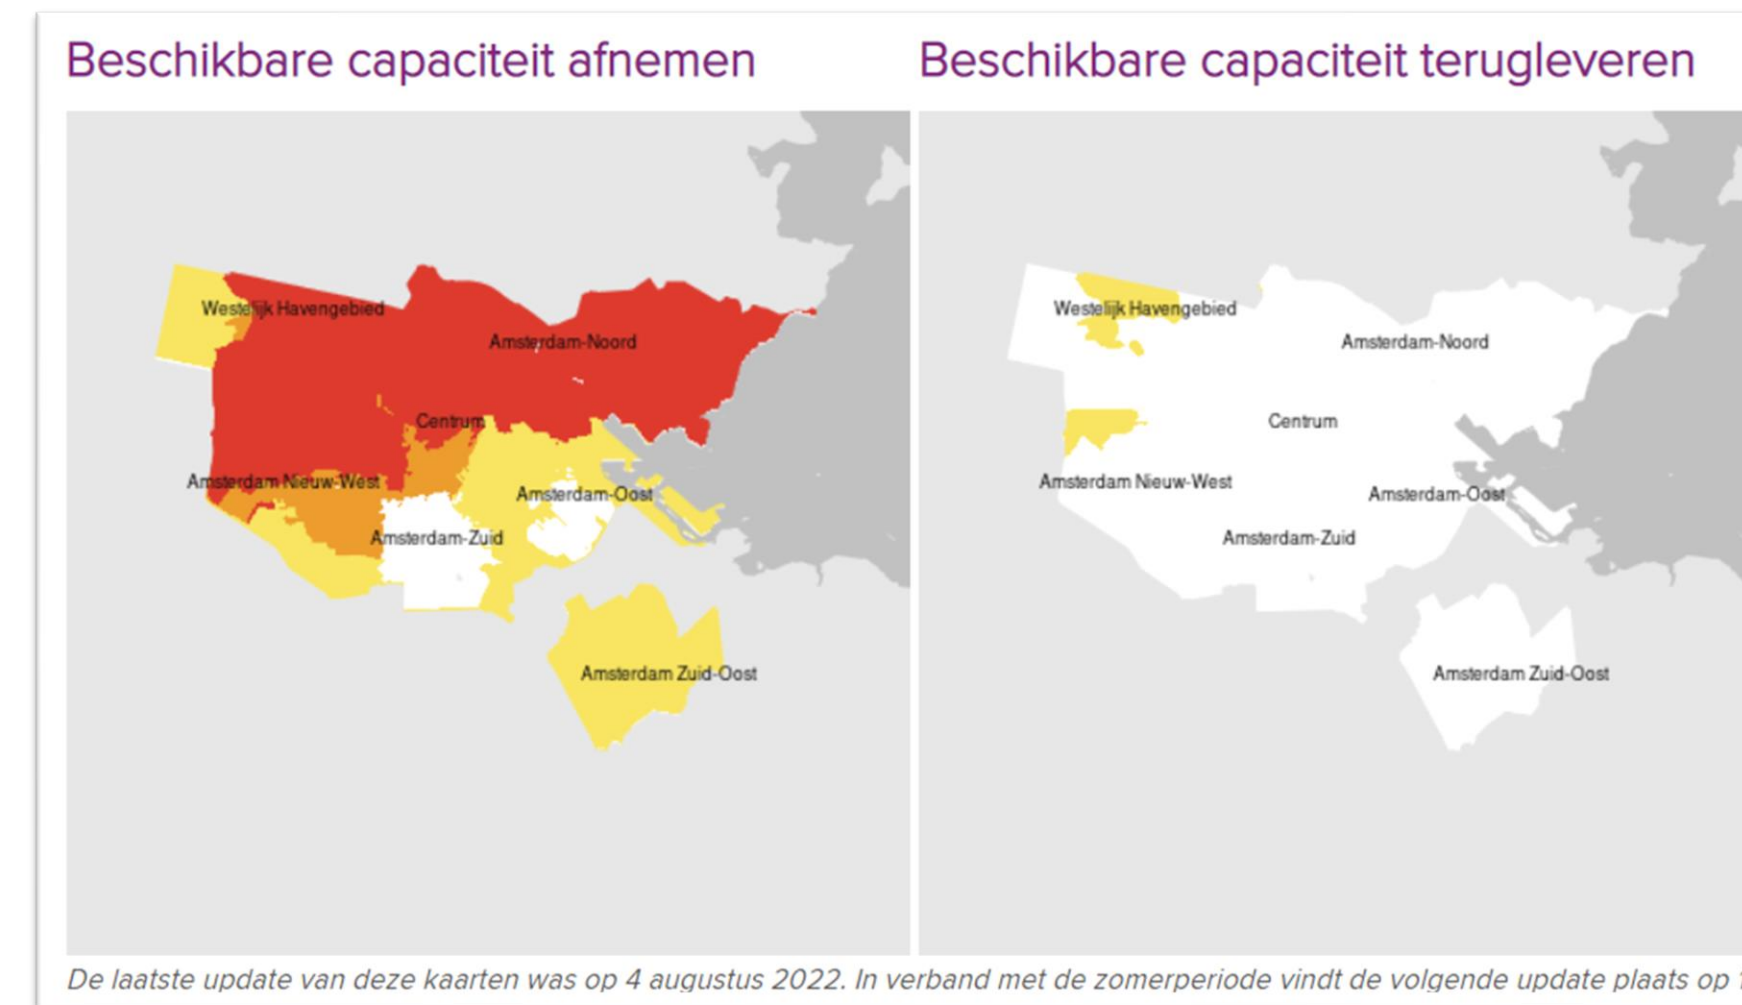 Beschikbare capaciteit afnemen
Westelijk Havengebied
Amsterdam-Noord
Centrum
Amsterdam Nieuw-West
Amsterdam-Oost
Amsterdam-Zuid
Amsterdam Zuid-Oost
Beschikbare capaciteit terugleveren
Westelijk Havengebied
Amsterdam-Noord
Centrum
Amsterdam Nieuw-West
Amsterdam-Oost
Amsterdam-Zuid
Amsterdam Zuid-Oost
De laatste update van deze kaarten was op 4 augustus 2022. In verband met de zomerperiode vindt de volgende update plaats op